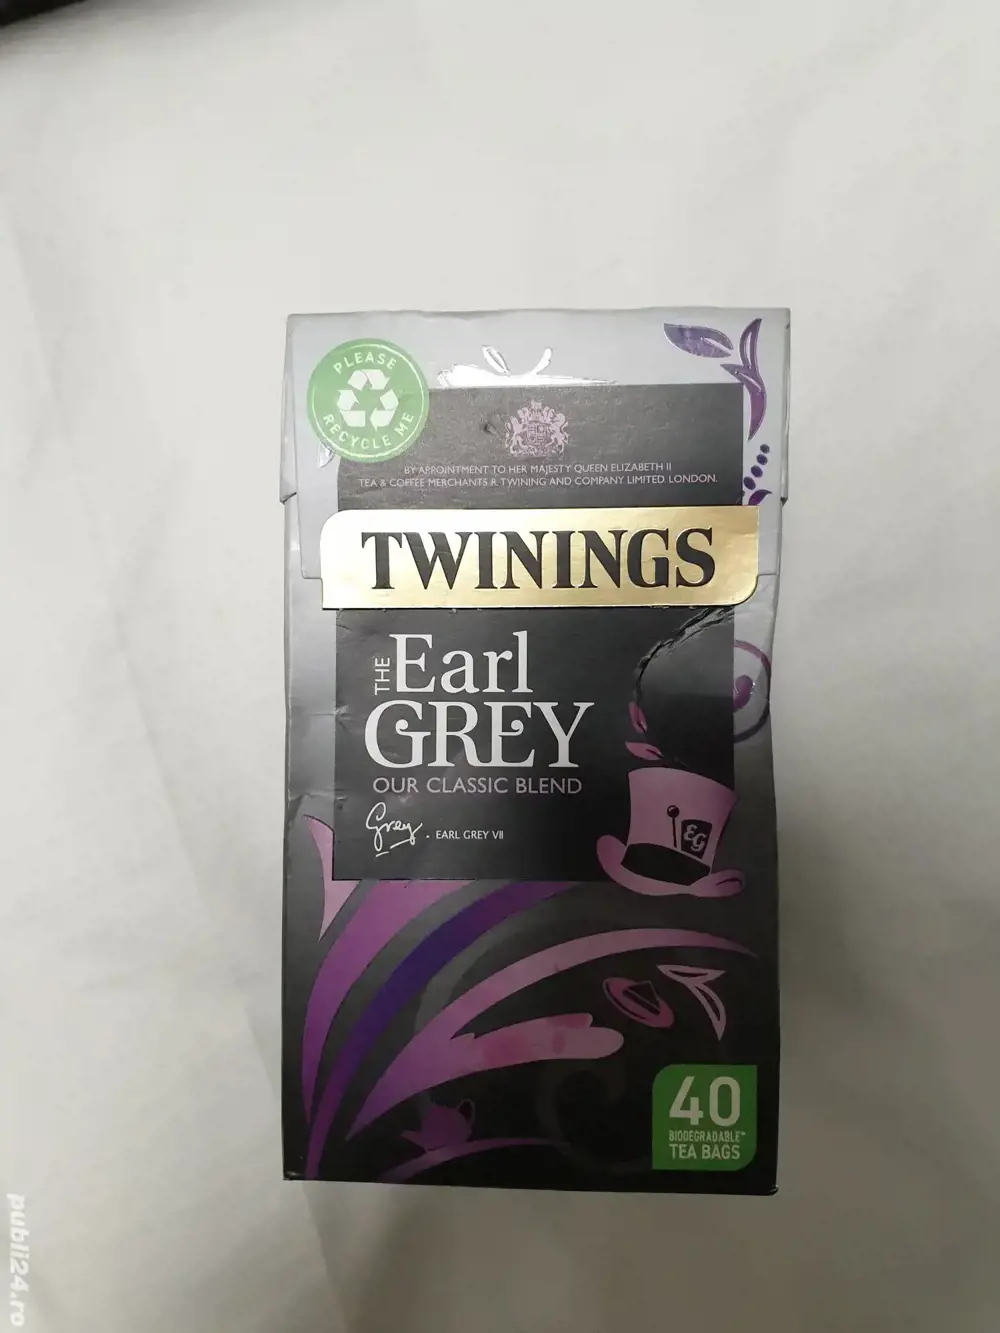 PLEASE
RECYCLE ME
BY APPOINTMENT TO HER MAJESTY QUEEN ELIZABETH II
TEA & COFFEE MERCHANTS R. TWINING AND COMPANY LIMITED. LONDON.
TWININGS
THE Earl
GREY
OUR CLASSIC BLEND
Grey. EARL GREY VII
EG
40
BIODEGRADABLE™
TEA BAGS
publi24.ro